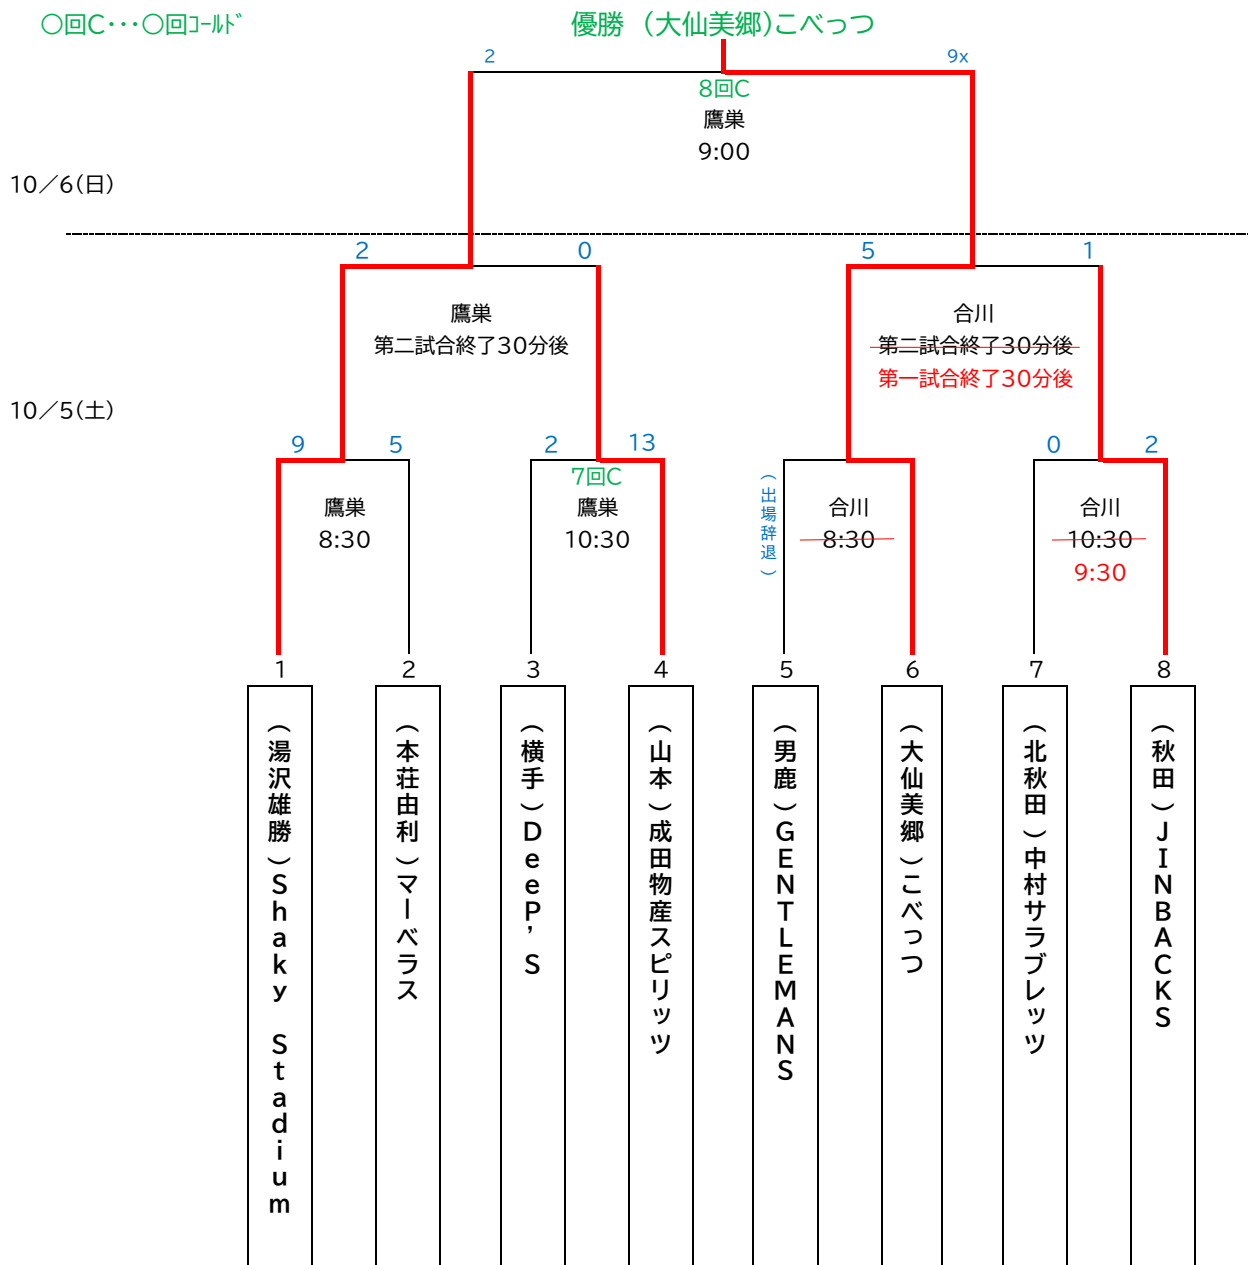 〇回C・・・〇回ｺｰﾙﾄﾞ
優勝 （大仙美郷）こべっつ
2
9x
8回C
鷹巣
9:00
10／6(日)
2
0
5
1
鷹巣
第二試合終了30分後
合川
第二試合終了30分後
第一試合終了30分後
10／5(土)
9
5
2
13
0
2
7回C
鷹巣
8:30
鷹巣
10:30
（出場辞退）
合川
8:30
合川
10:30
9:30
1
2
3
4
5
6
7
8
（湯沢雄勝）Shaky Stadium
（本荘由利）マーベラス
（横手）DeeP’S
（山本）成田物産スピリッツ
（男鹿）GENTLEMANS
（大仙美郷）こべっつ
（北秋田）中村サラブレッツ
（秋田）JINBACKS